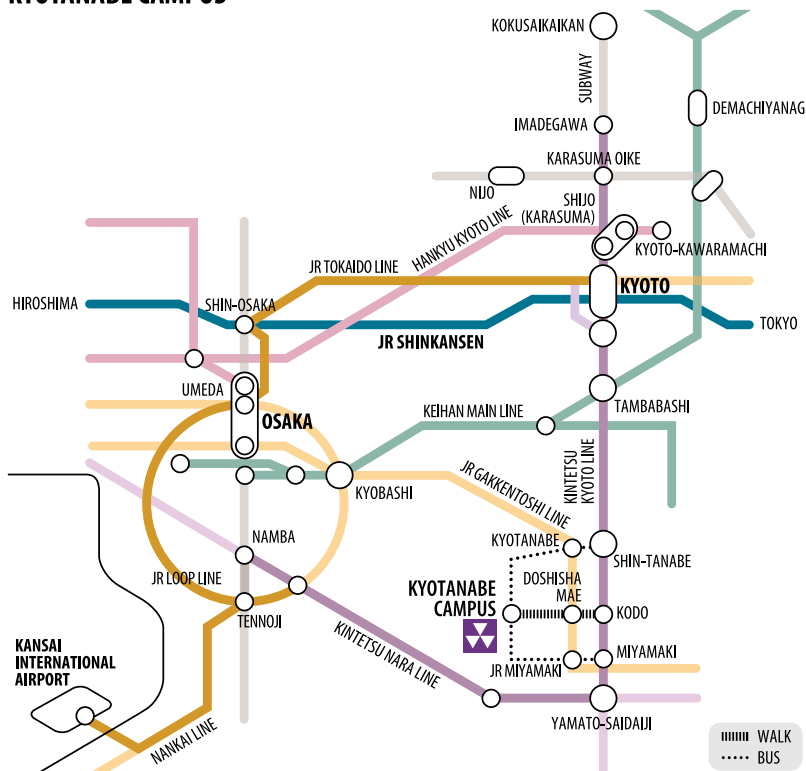 KYOTANABE CAMPUS
KOKUSAIKAIKAN
SUBWAY
DEMACHIYANAG
IMADEGAWA
KARASUMA OIKE
NIJO
SHIJO
(KARASUMA)
HANKYU KYOTO LINE
KYOTO-KAWARAMACHI
JR TOKAIDO LINE
KYOTO
HIROSHIMA
SHIN-OSAKA
JR SHINKANSEN
TOKYO
UMEDA
OSAKA
TAMBABASHI
KEIHAN MAIN LINE
KINTETSU
KYOTO LINE
JR GAKKENTOSHI LINE
KYOBASHI
KYOTANABE
SHIN-TANABE
NAMBA
DOSHISHA
MAE
JR LOOP LINE
KYOTANABE
CAMPUS
KODO
TENNOJI
KINTETSU NARA LINE
MIYAMAKI
JR MIYAMAKI
KANSAI
INTERNATIONAL
AIRPORT
YAMATO-SAIDAIJI
NANKAI LINE
WALK
BUS